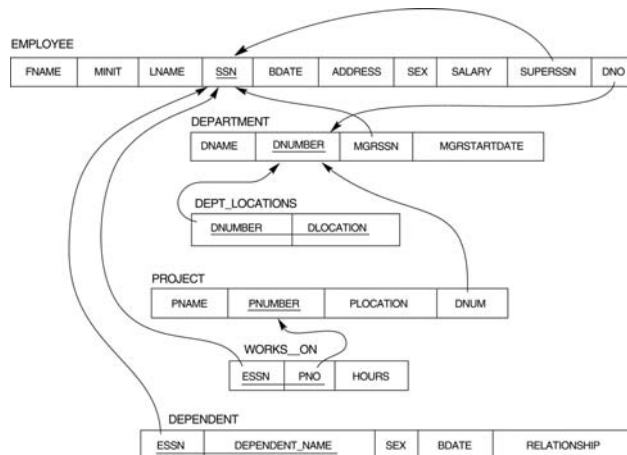 EMPLOYEE
FNAME MINIT LNAME SSN BDATE ADDRESS SEX SALARY SUPERSSN DNO
DEPARTMENT
DNAME DNUMBER MGRSSN MGRSTARTDATE
DEPT_LOCATIONS
DNUMBER DLOCATION
PROJECT
PNAME PNUMBER PLOCATION DNUM
WORKS__ON
ESSN PNO HOURS
DEPENDENT
ESSN DEPENDENT_NAME SEX BDATE RELATIONSHIP